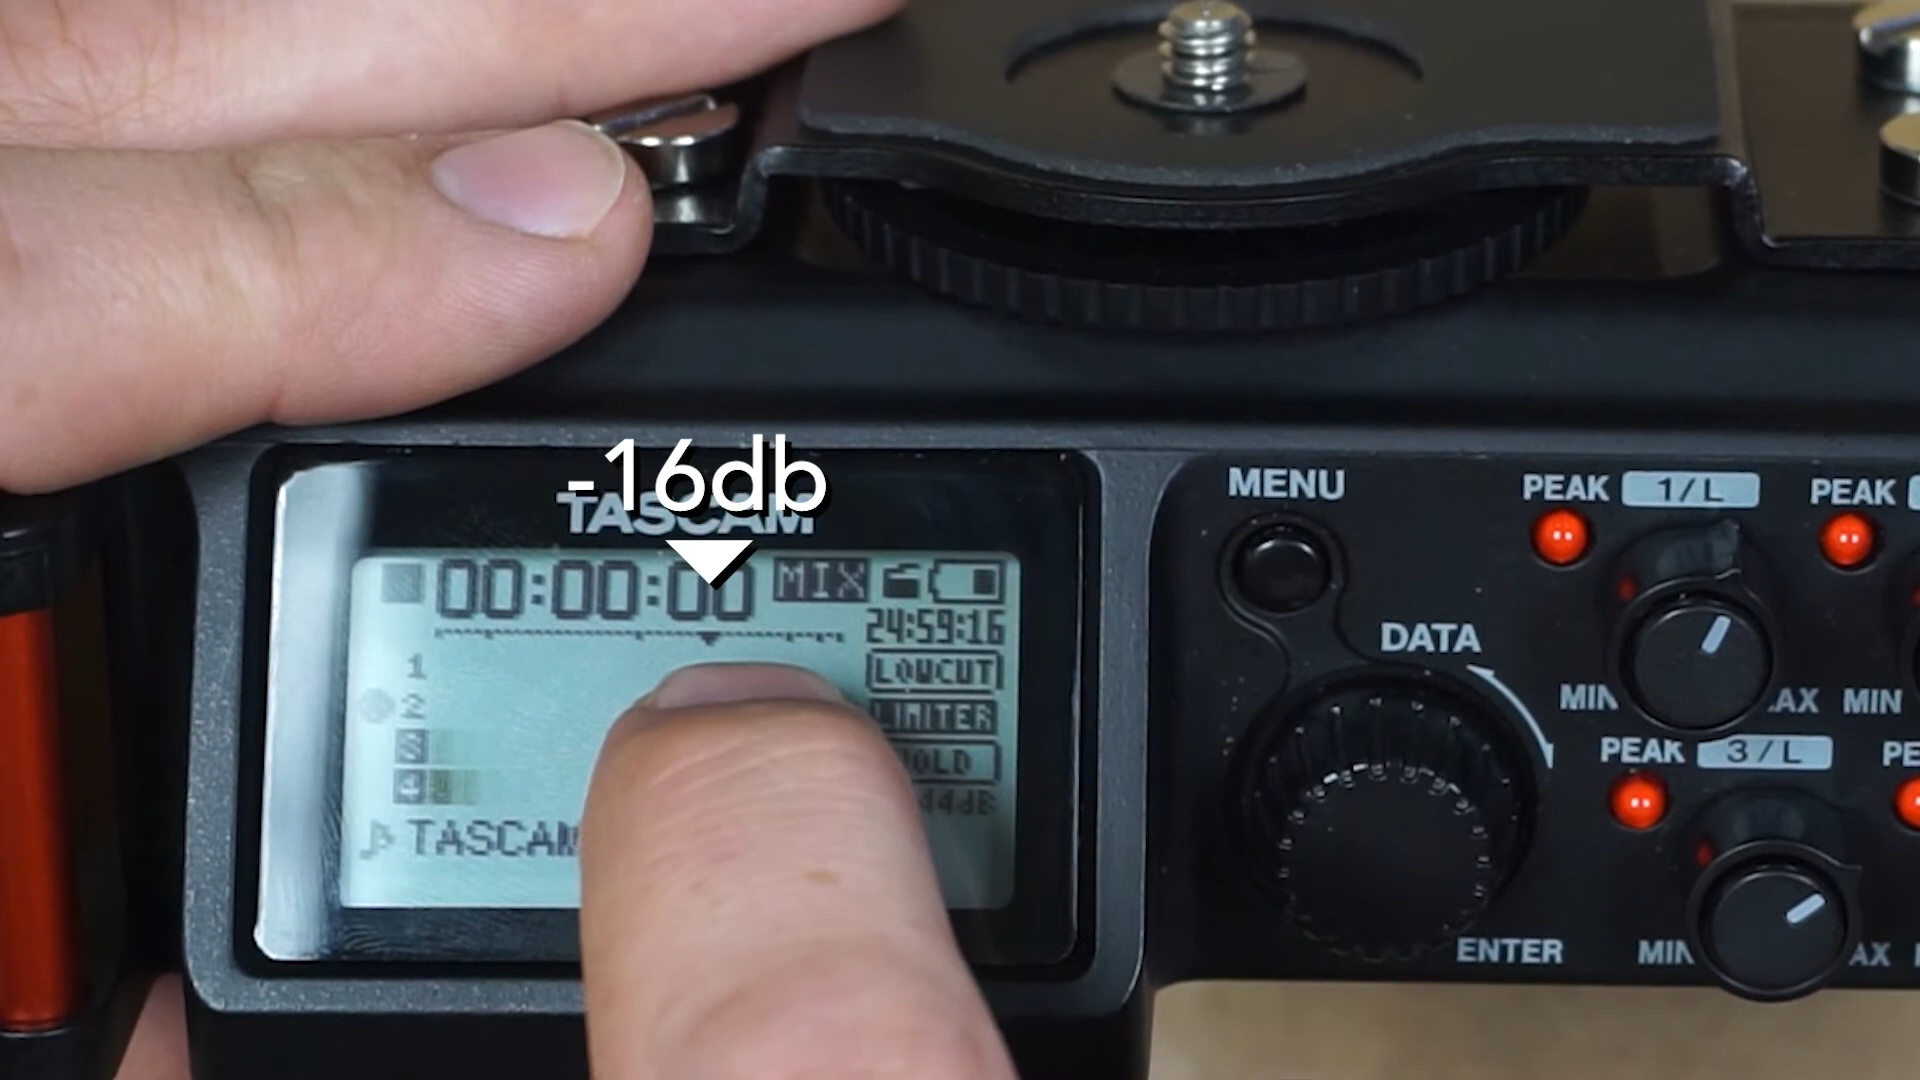 -16db
TASCAM
00:00:00 MIX
24:59:16
1
LOWCUT
2
LIMITER
3
4
TASCAM
MENU
DATA
ENTER
PEAK 1/L PEAK
MIN MIN
PEAK 3/L